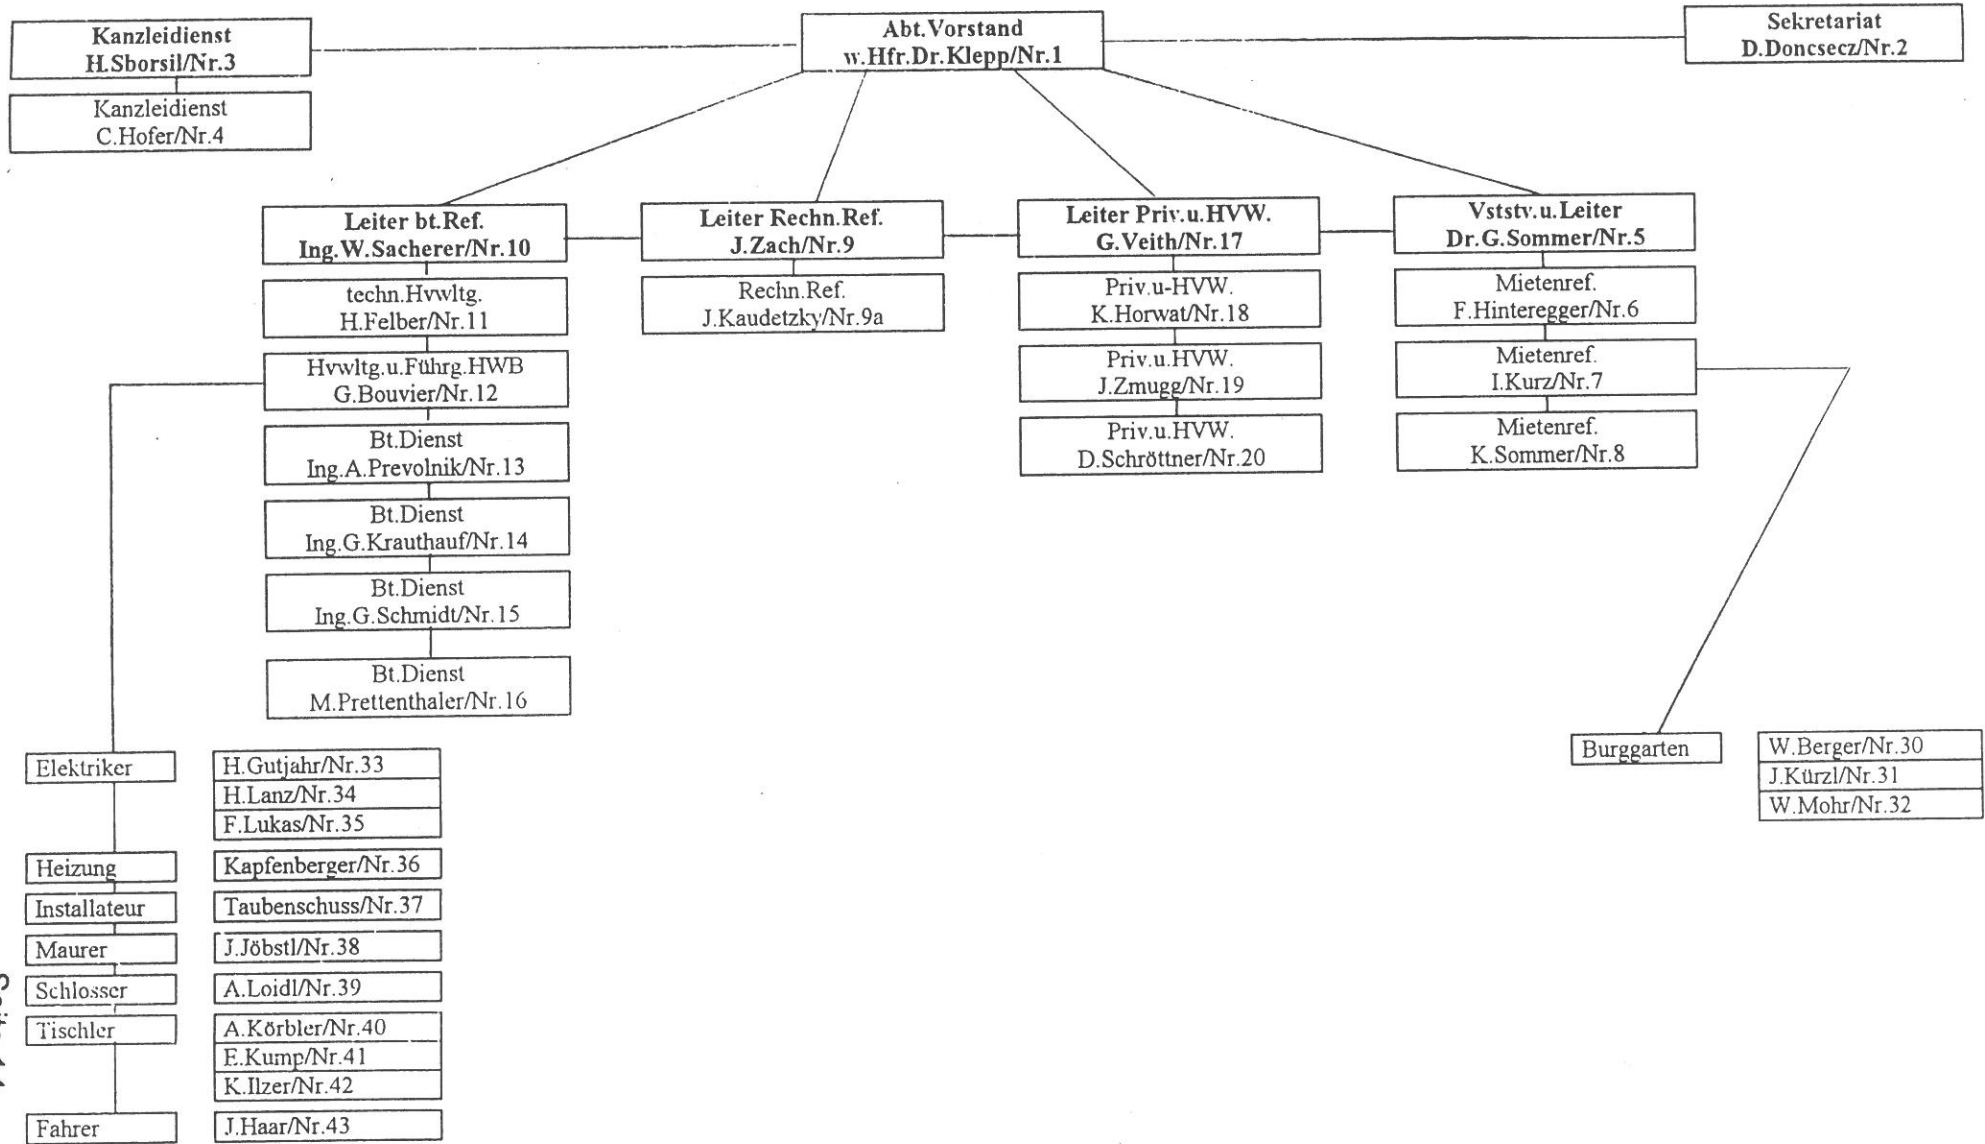 Kanzleidienst
H.Sborsil/Nr.3
Abt.Vorstand
w.Hfr.Dr.Klepp/Nr.1
Sekretariat
D.Doncsecz/Nr.2
Kanzleidienst
C.Hofer/Nr.4
Leiter bt.Ref.
Ing.W.Sacherer/Nr.10
Leiter Rechn.Ref.
J.Zach/Nr.9
Leiter Priv.u.HVW.
G.Veith/Nr.17
Vststv.u.Leiter
Dr.G.Sommer/Nr.5
techn.Hvwltg.
H.Felber/Nr.11
Rechn.Ref.
J.Kaudetzky/Nr.9a
Priv.u-HVW.
K.Horwat/Nr.18
Mietenref.
F.Hinteregger/Nr.6
Hvwltg.u.Führg.HWB
G.Bouvier/Nr.12
Priv.u.HVW.
J.Zmugg/Nr.19
Mietenref.
I.Kurz/Nr.7
Bt.Dienst
Ing.A.Prevolnik/Nr.13
Priv.u.HVW.
D.Schröttner/Nr.20
Mietenref.
K.Sommer/Nr.8
Bt.Dienst
Ing.G.Krauthauf/Nr.14
Bt.Dienst
Ing.G.Schmidt/Nr.15
Bt.Dienst
M.Prettenthaler/Nr.16
Elektriker
H.Gutjahr/Nr.33
H.Lanz/Nr.34
F.Lukas/Nr.35
Burggarten
W.Berger/Nr.30
J.Kürzl/Nr.31
W.Mohr/Nr.32
Heizung
Kapfenberger/Nr.36
Installateur
Taubenschuss/Nr.37
Maurer
J.Jöbstl/Nr.38
Schlosser
A.Loidl/Nr.39
Tischler
A.Körbler/Nr.40
E.Kump/Nr.41
K.Ilzer/Nr.42
Fahrer
J.Haar/Nr.43